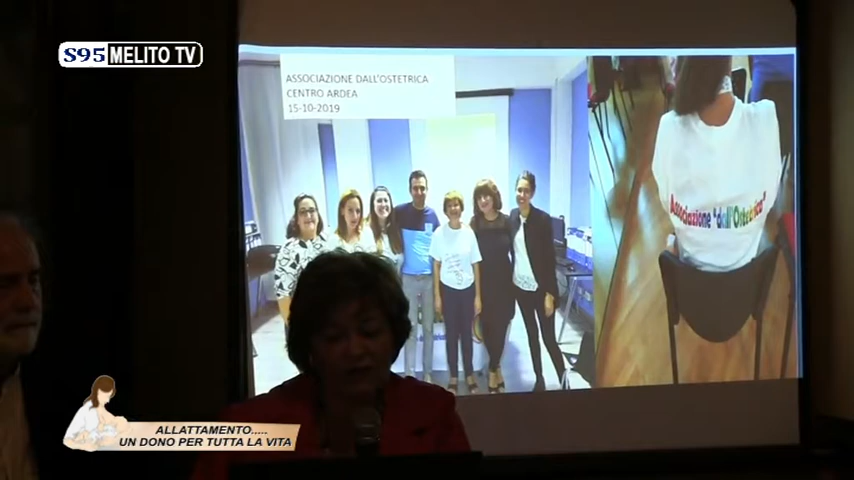 S95 MELITO TV
ASSOCIAZIONE DALL'OSTETRICA
CENTRO ARDEA
15-10-2019
Associazione "dall'Ostetrica"
ALLATTAMENTO.....
UN DONO PER TUTTA LA VITA